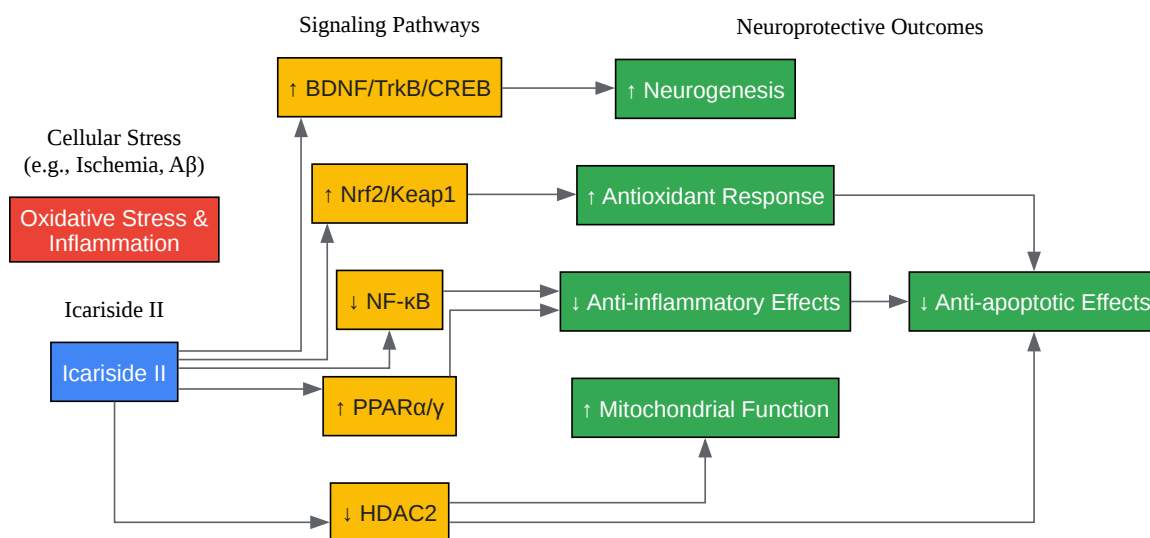 Signaling Pathways
Neuroprotective Outcomes
↑ BDNF/TrkB/CREB
↑ Neurogenesis
Cellular Stress
(e.g., Ischemia, Aβ)
Oxidative Stress &
Inflammation
↑ Nrf2/Keap1
↑ Antioxidant Response
↓ NF-κB
↓ Anti-inflammatory Effects
↓ Anti-apoptotic Effects
Icariside II
Icariside II
↑ PPARα/γ
↑ Mitochondrial Function
↓ HDAC2